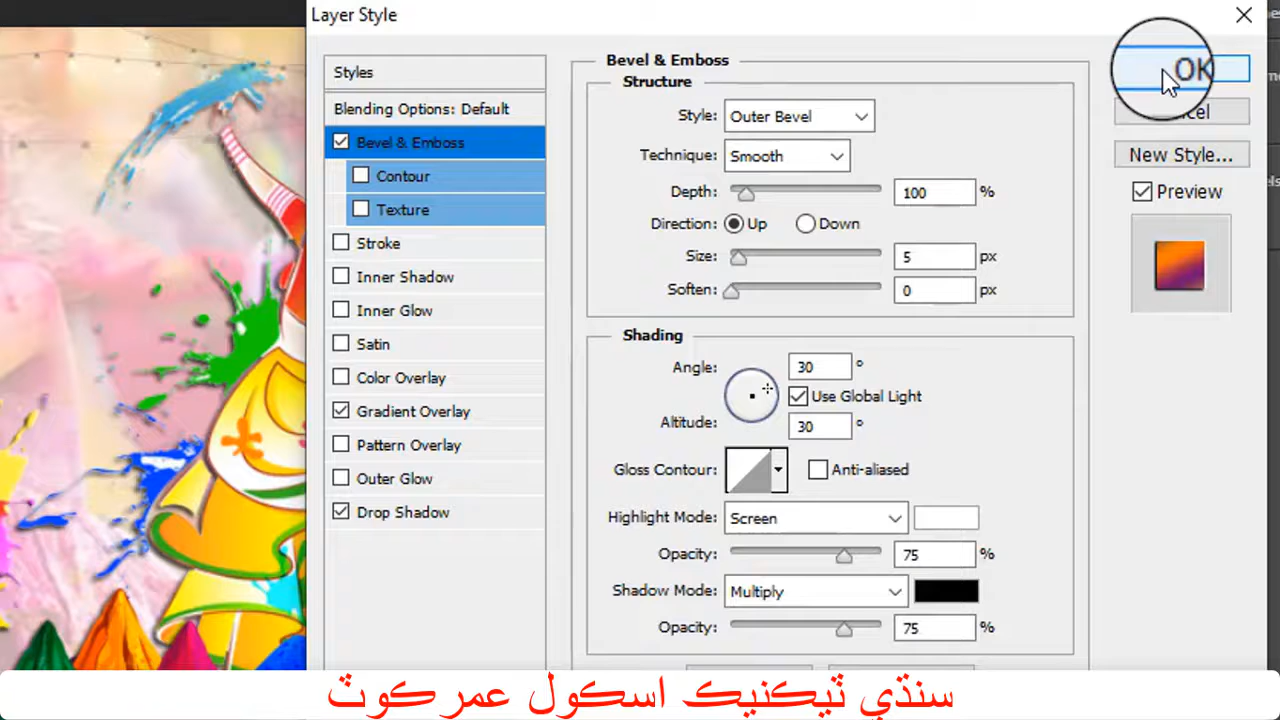 Layer Style
Styles
Blending Options: Default
Bevel & Emboss
Contour
Texture
Stroke
Inner Shadow
Inner Glow
Satin
Color Overlay
Gradient Overlay
Pattern Overlay
Outer Glow
Drop Shadow
Bevel & Emboss
Structure
Style: Outer Bevel
Technique: Smooth
Depth: 100 %
Direction: Up Down
Size: 5 px
Soften: 0 px
Shading
Angle: 30 °
Use Global Light
Altitude: 30 °
Gloss Contour: Anti-aliased
Highlight Mode: Screen
Opacity: 75 %
Shadow Mode: Multiply
Opacity: 75 %
OK
New Style...
Preview
سنڌي ٽيڪنيڪ اسڪول عمرڪوٽ